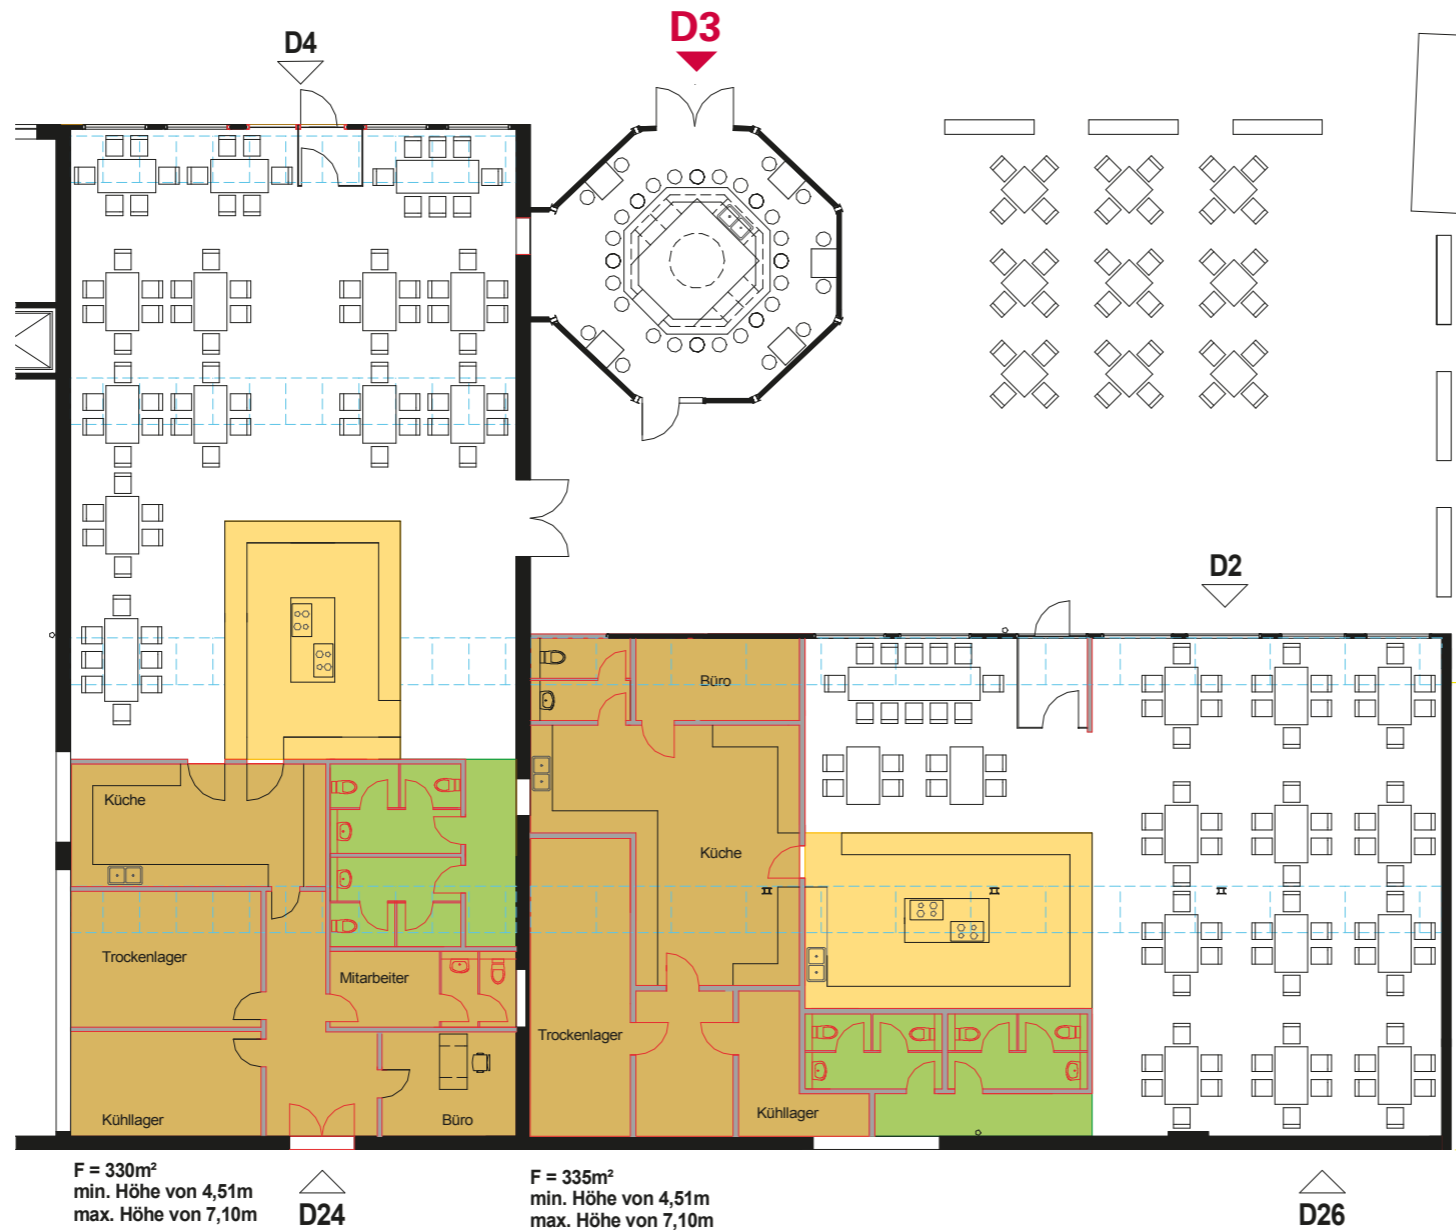 D3
D4
D2
Büro
Küche
Küche
Trockenlager
Mitarbeiter
Trockenlager
Kühllager
Büro
Kühllager
F = 330m²
min. Höhe von 4,51m
max. Höhe von 7,10m
D24
F = 335m²
min. Höhe von 4,51m
max. Höhe von 7,10m
D26